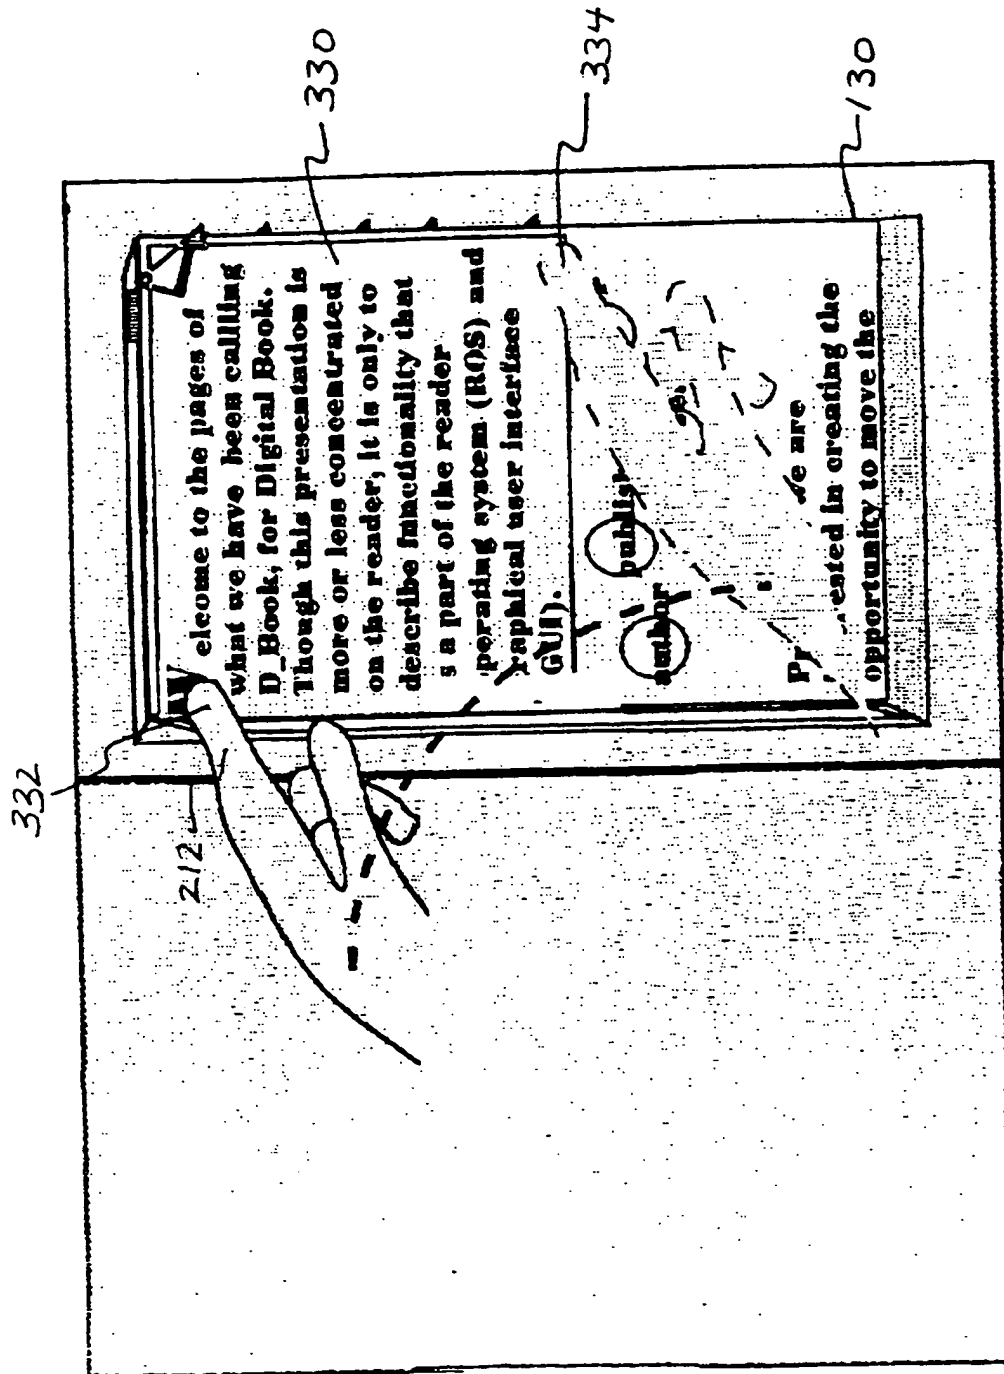 W
elcome to the pages of
what we have been callling
D_Book, for Digital Book.
Though this presentation is
more or less concentrated
on the reader, it is only to
describe functionality that
s a part of the reader
perating system (ROS) and
raphical user interface
GUI).
author publish
Pr
e are
ested in creating the
opportunity to move the
332
212
330
334
130